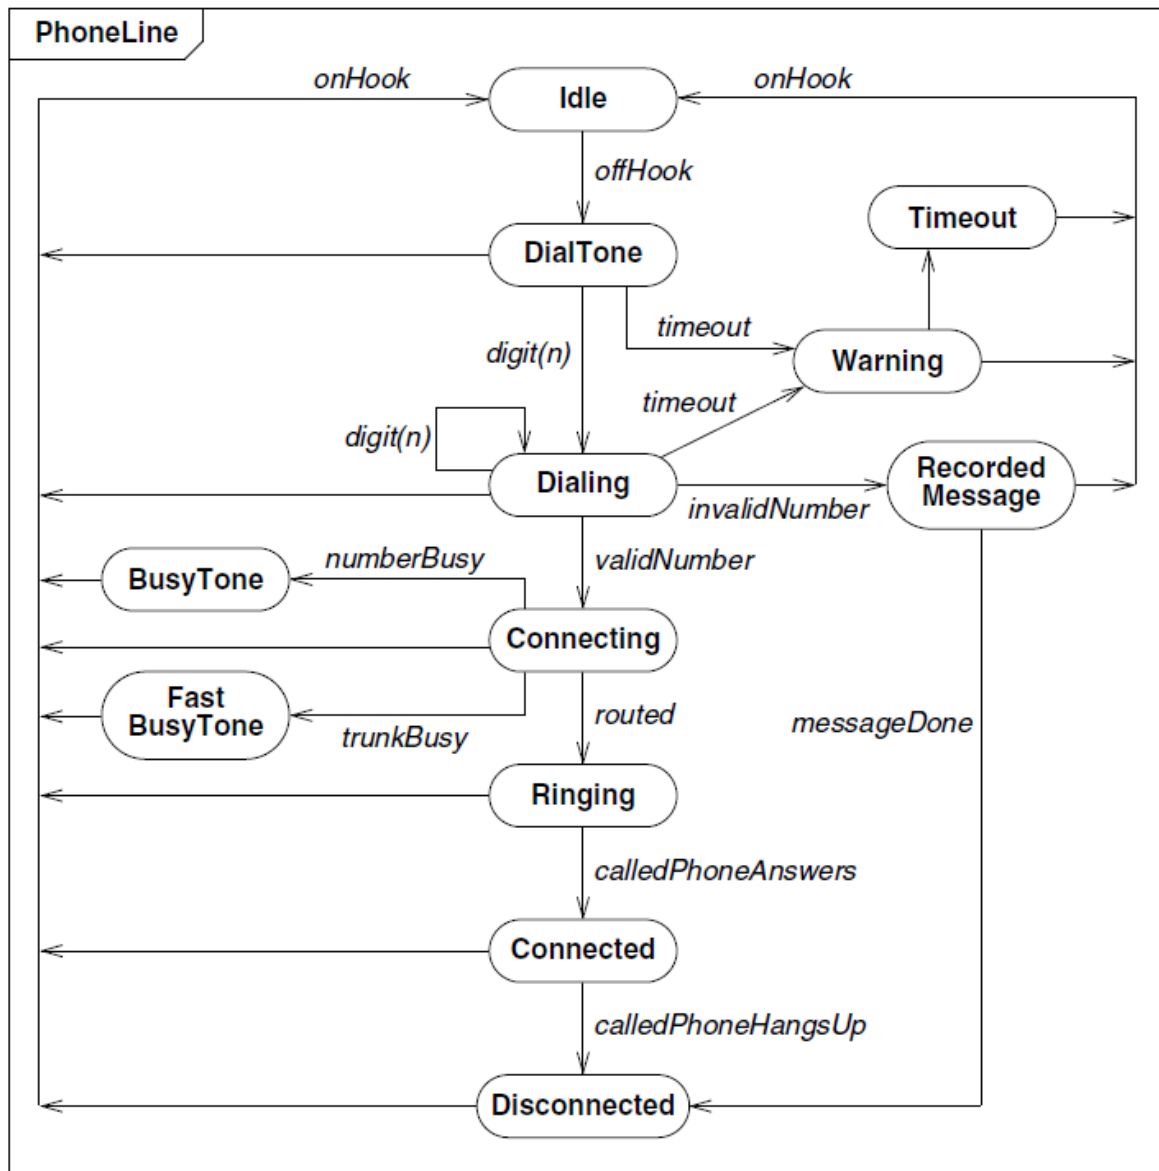 PhoneLine
onHook
Idle
onHook
offHook
Timeout
DialTone
timeout
Warning
digit(n)
timeout
digit(n)
Dialing
Recorded
Message
invalidNumber
numberBusy
validNumber
BusyTone
Connecting
Fast
BusyTone
trunkBusy
routed
messageDone
Ringing
calledPhoneAnswers
Connected
calledPhoneHangsUp
Disconnected